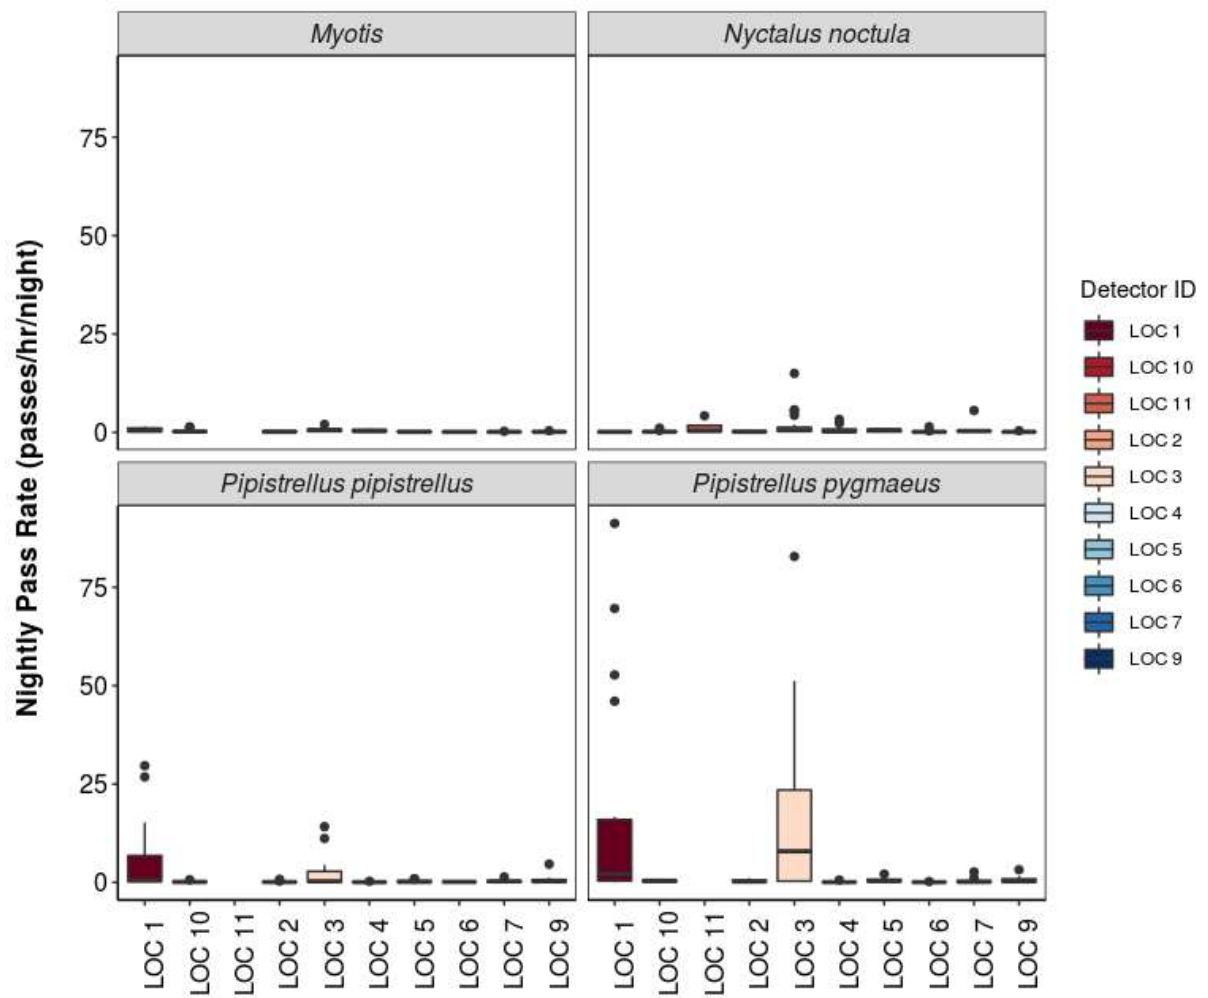 Myotis
Nyctalus noctula
75
50
25
0
Pipistrellus pipistrellus
Pipistrellus pygmaeus
75
50
25
0
Nightly Pass Rate (passes/hr/night)
LOC 1
LOC 10
LOC 11
LOC 2
LOC 3
LOC 4
LOC 5
LOC 6
LOC 7
LOC 9
LOC 1
LOC 10
LOC 11
LOC 2
LOC 3
LOC 4
LOC 5
LOC 6
LOC 7
LOC 9
Detector ID
LOC 1
LOC 10
LOC 11
LOC 2
LOC 3
LOC 4
LOC 5
LOC 6
LOC 7
LOC 9